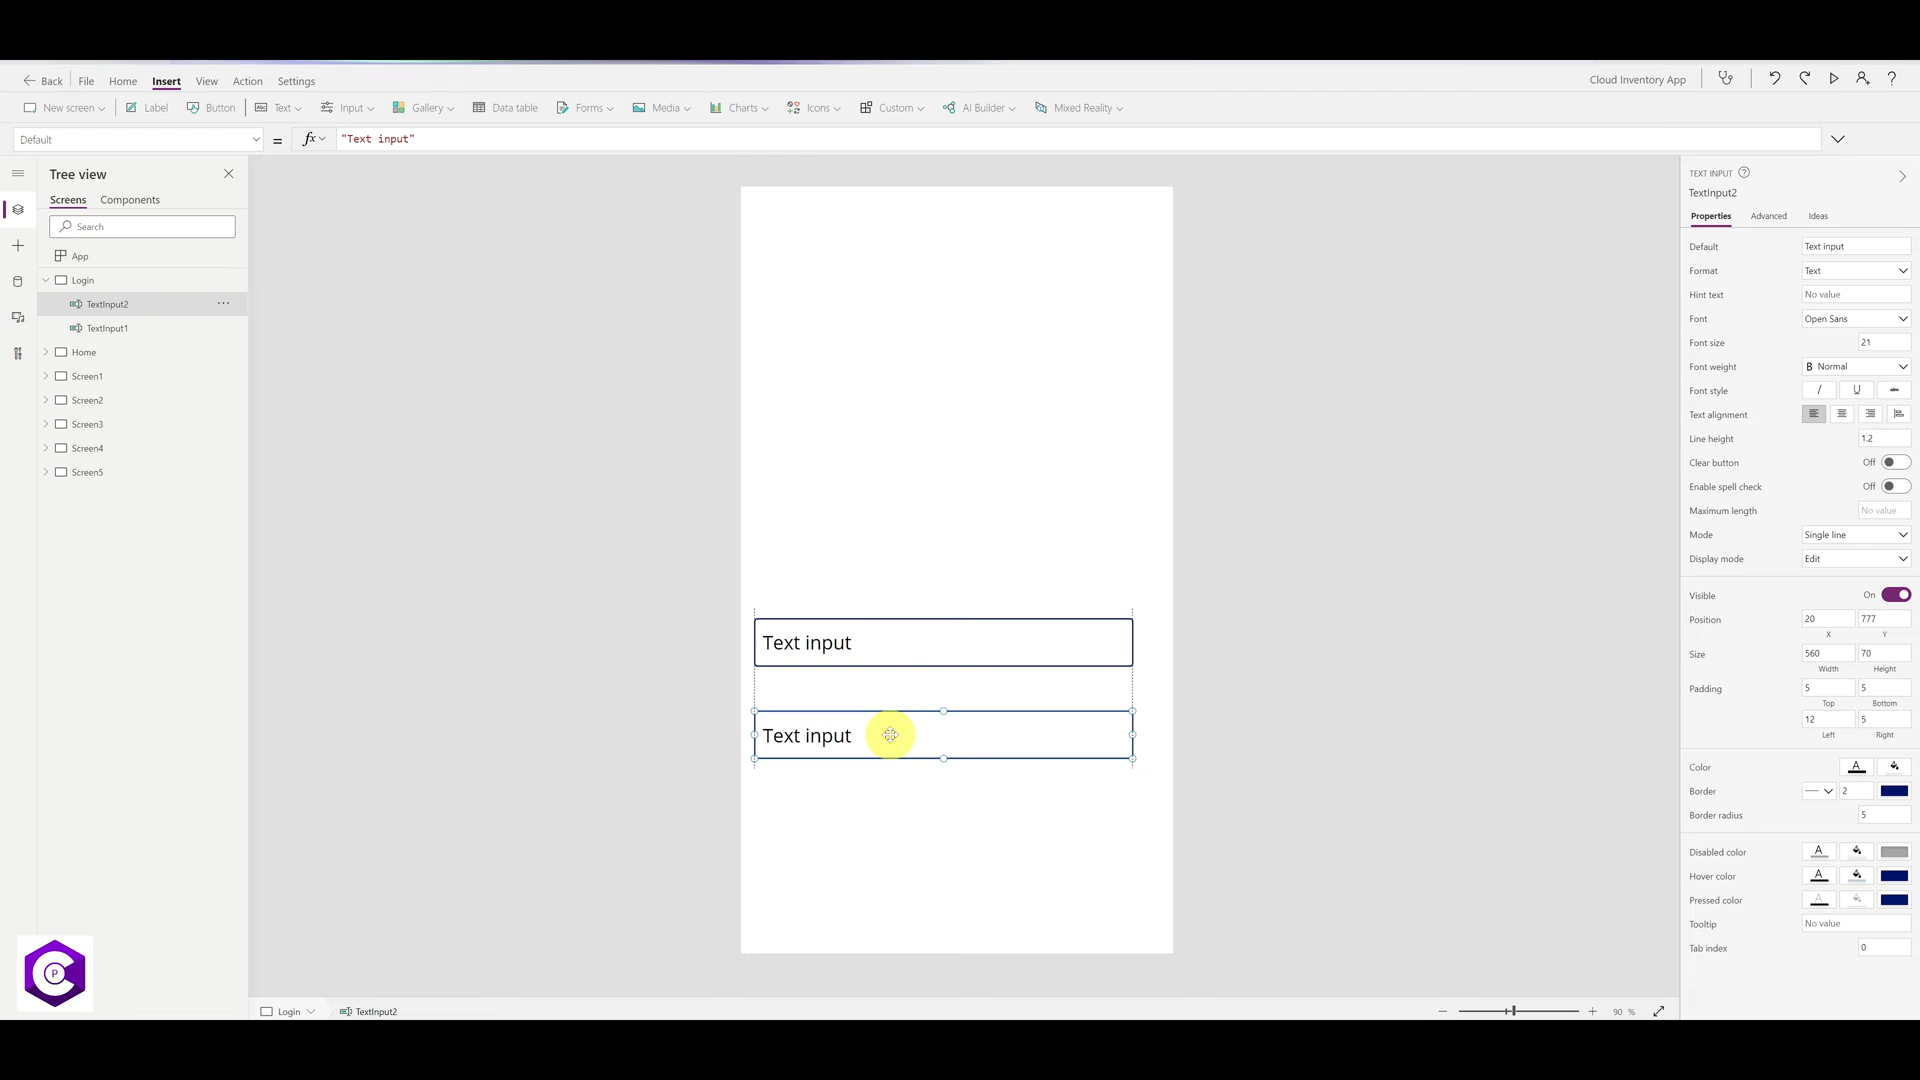 Back File Home Insert View Action Settings Cloud Inventory App ?
New screen Label Button Abc Text Input Gallery Data table Forms Media Charts Icons Custom AI Builder Mixed Reality
Default = fx "Text input"
Tree view
Screens Components
Search
App
Login
TextInput2 ...
TextInput1
Home
Screen1
Screen2
Screen3
Screen4
Screen5
Text input
Text input
TEXT INPUT ?
TextInput2
Properties Advanced Ideas
Default Text input
Format Text
Hint text No value
Font Open Sans
Font size 21
Font weight B Normal
Font style / U abc
Text alignment
Line height 1.2
Clear button Off
Enable spell check Off
Maximum length No value
Mode Single line
Display mode Edit
Visible On
Position 20 777
X Y
Size 560 70
Width Height
Padding 5 5
Top Bottom
12 5
Left Right
Color A
Border 2
Border radius 5
Disabled color A
Hover color A
Pressed color A
Tooltip No value
Tab index 0
C P
Login TextInput2 90 %